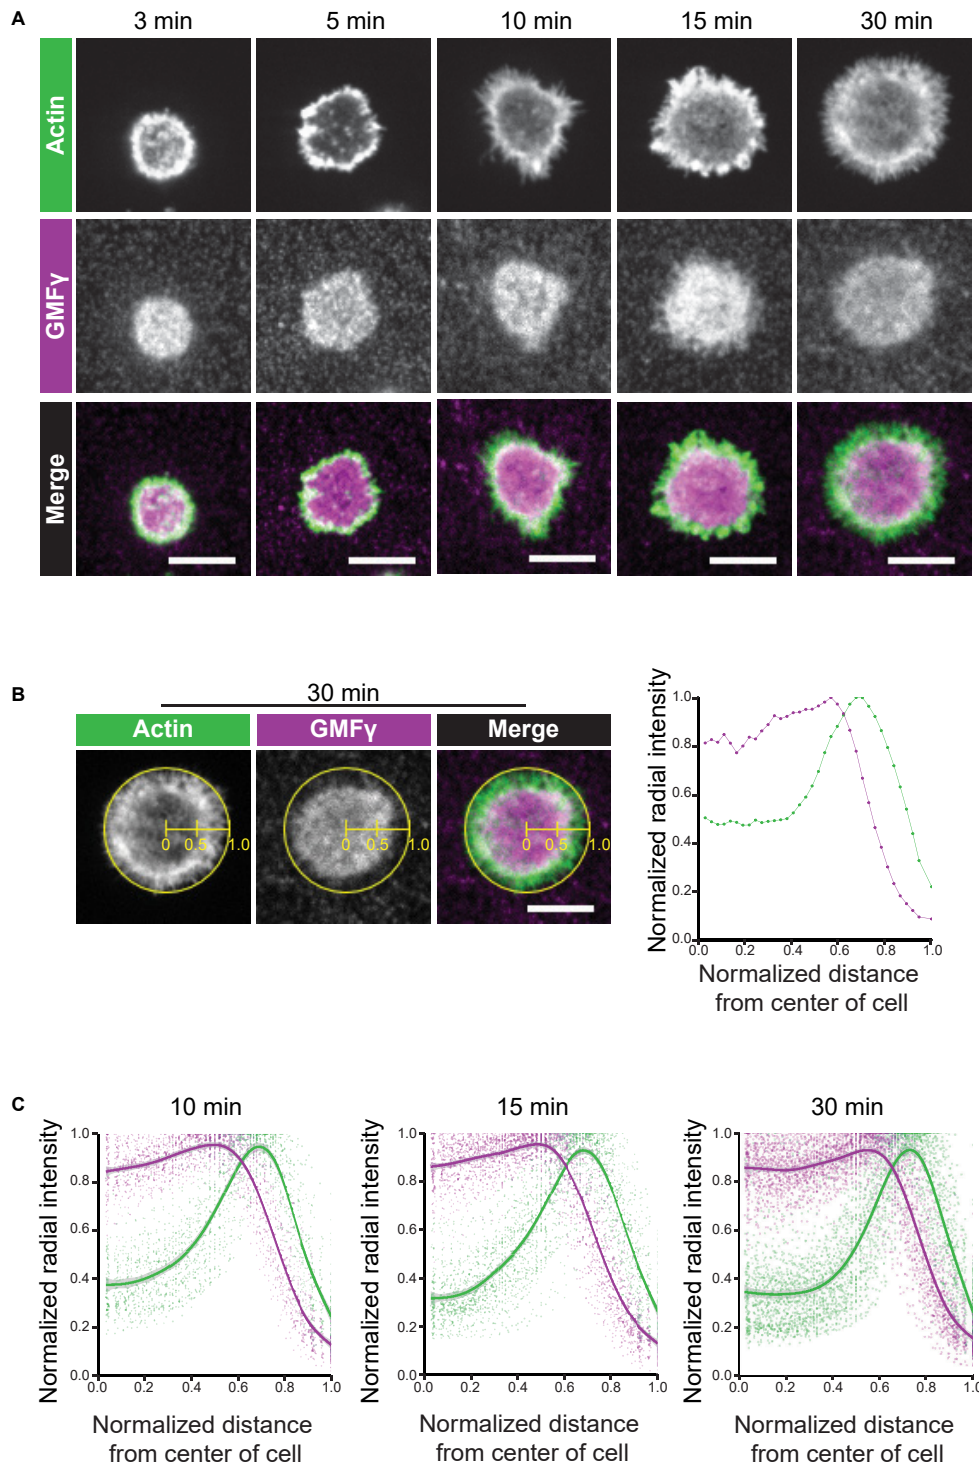 A
3 min
5 min
10 min
15 min
30 min
Actin
GMFγ
Merge
B
30 min
Actin
GMFγ
Merge
0 0.5 1.0
0 0.5 1.0
0 0.5 1.0
Normalized radial intensity
1.0
0.8
0.6
0.4
0.2
0.0
0.0 0.2 0.4 0.6 0.8 1.0
Normalized distance
from center of cell
C
10 min
Normalized radial intensity
1.0
0.8
0.6
0.4
0.2
0.0
0.0 0.2 0.4 0.6 0.8 1.0
Normalized distance
from center of cell
15 min
Normalized radial intensity
1.0
0.8
0.6
0.4
0.2
0.0
0.0 0.2 0.4 0.6 0.8 1.0
Normalized distance
from center of cell
30 min
Normalized radial intensity
1.0
0.8
0.6
0.4
0.2
0.0
0.0 0.2 0.4 0.6 0.8 1.0
Normalized distance
from center of cell